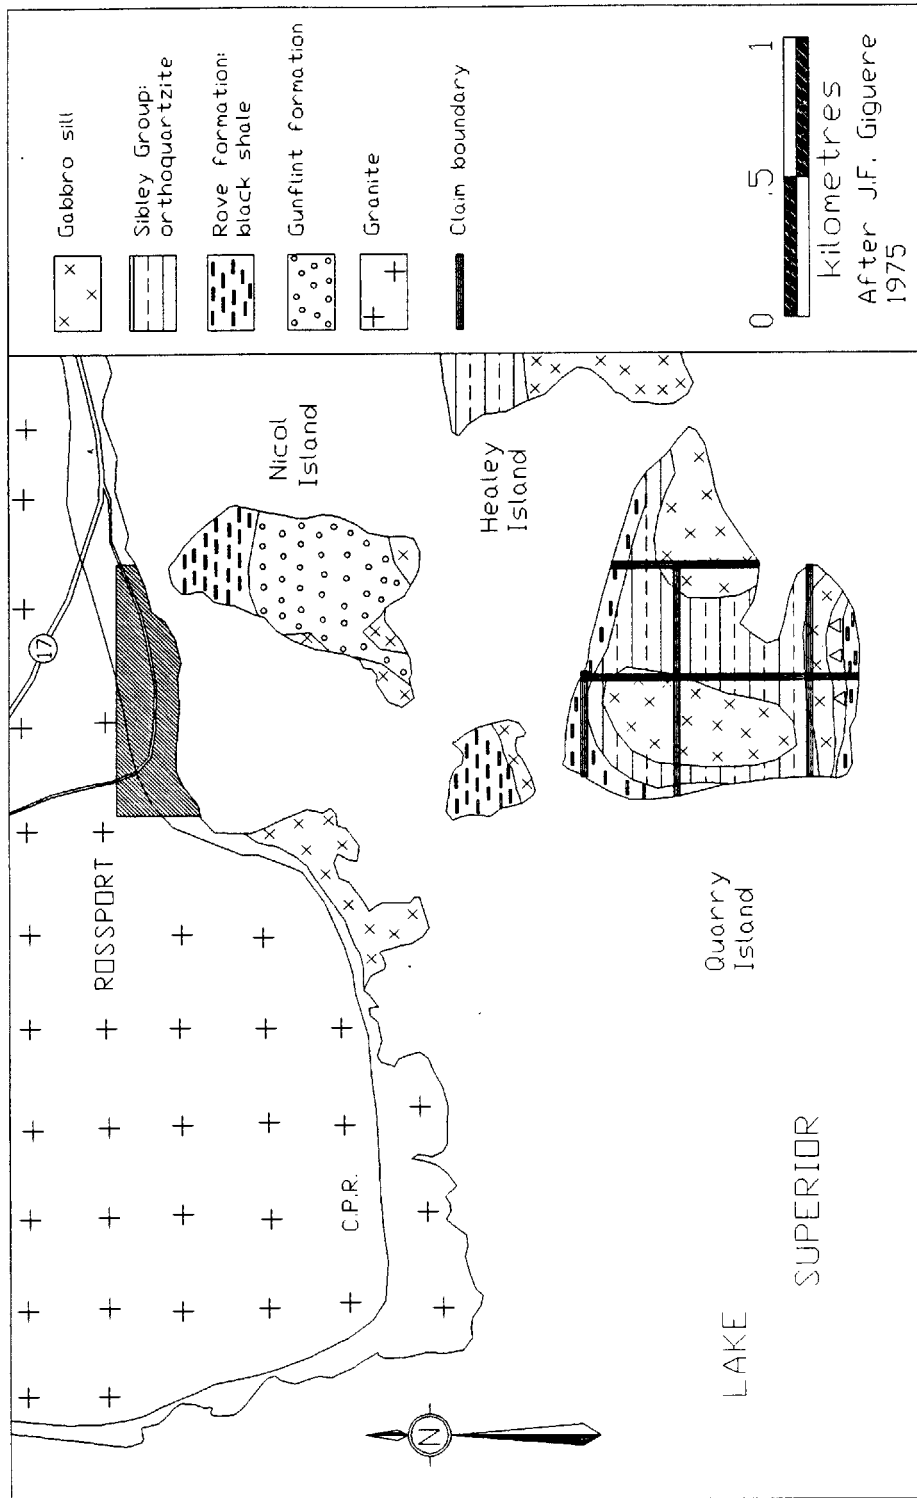 ROSSPORT
17
C.P.R.
Nicol
Island
Healey
Island
Quarry
Island
LAKE
SUPERIOR
N
Gabbro sill
Sibley Group:
orthoquartzite
Rove formation:
black shale
Gunflint formation
Granite
Claim boundary
0 .5 1
kilometres
After J.F. Giguere
1975